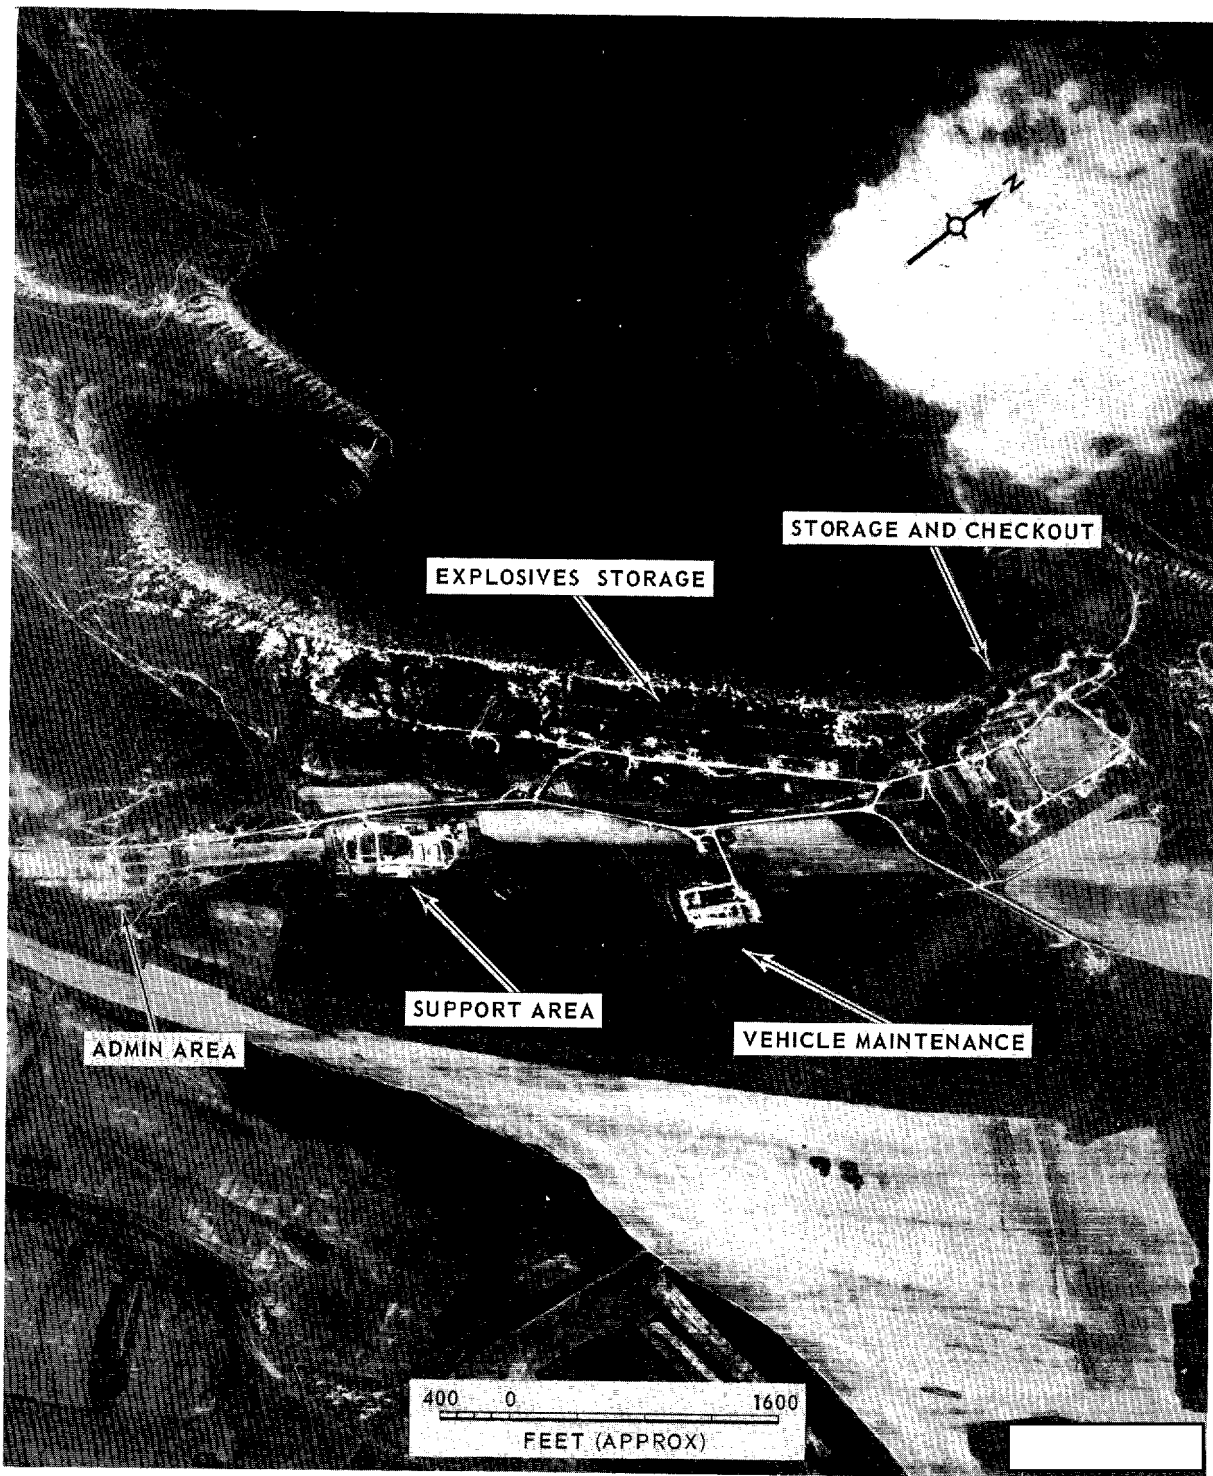 N
STORAGE AND CHECKOUT
EXPLOSIVES STORAGE
SUPPORT AREA
VEHICLE MAINTENANCE
ADMIN AREA
400 0 1600
FEET (APPROX)